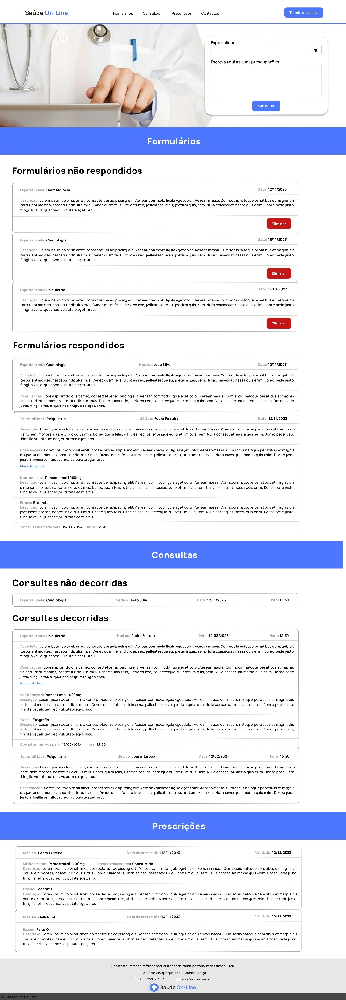 Saúde On-Line
Formulários Consultas Prescrições Contactos
Terminar sessão
Especialidade
Escreva aqui as suas preocupações
Submeter
Formulários
Formulários não respondidos
Especialidade: Dermatologia Data: 12/11/2023
Descrição: Lorem ipsum dolor sit amet, consectetuer adipiscing elit. Aenean commodo ligula eget dolor. Aenean massa. Cum sociis natoque penatibus et magnis dis
parturient montes, nascetur ridiculus mus. Donec quam felis, ultricies nec, pellentesque eu, pretium quis, sem. Nulla consequat massa quis enim. Donec pede justo,
fringilla vel, aliquet nec, vulputate eget, arcu.
Eliminar
Especialidade: Cardiologia Data: 18/11/2023
Descrição: Lorem ipsum dolor sit amet, consectetuer adipiscing elit. Aenean commodo ligula eget dolor. Aenean massa. Cum sociis natoque penatibus et magnis dis
parturient montes, nascetur ridiculus mus. Donec quam felis, ultricies nec, pellentesque eu, pretium quis, sem. Nulla consequat massa quis enim. Donec pede justo,
fringilla vel, aliquet nec, vulputate eget, arcu.
Eliminar
Especialidade: Psiquiatria Data: 17/01/2023
Descrição: Lorem ipsum dolor sit amet, consectetuer adipiscing elit. Aenean commodo ligula eget dolor. Aenean massa. Cum sociis natoque penatibus et magnis dis
parturient montes, nascetur ridiculus mus. Donec quam felis, ultricies nec, pellentesque eu, pretium quis, sem. Nulla consequat massa quis enim. Donec pede justo,
fringilla vel, aliquet nec, vulputate eget, arcu.
Eliminar
Formulários respondidos
Especialidade: Cardiologia Médico: João Silva Data: 12/11/2023
Descrição: Lorem ipsum dolor sit amet, consectetuer adipiscing elit. Aenean commodo ligula eget dolor. Aenean massa. Cum sociis natoque penatibus et magnis dis
parturient montes, nascetur ridiculus mus. Donec quam felis, ultricies nec, pellentesque eu, pretium quis, sem. Nulla consequat massa quis enim. Donec pede justo,
fringilla vel, aliquet nec, vulputate eget, arcu.
Observações: Lorem ipsum dolor sit amet, consectetuer adipiscing elit. Aenean commodo ligula eget dolor. Aenean massa. Cum sociis natoque penatibus et magnis
dis parturient montes, nascetur ridiculus mus. Donec quam felis, ultricies nec, pellentesque eu, pretium quis, sem. Nulla consequat massa quis enim. Donec pede
justo, fringilla vel, aliquet nec, vulputate eget, arcu.
Especialidade: Psiquiatria Médico: Pedro Ferreira Data: 12/11/2023
Descrição: Lorem ipsum dolor sit amet, consectetuer adipiscing elit. Aenean commodo ligula eget dolor. Aenean massa. Cum sociis natoque penatibus et magnis dis
parturient montes, nascetur ridiculus mus. Donec quam felis, ultricies nec, pellentesque eu, pretium quis, sem. Nulla consequat massa quis enim. Donec pede justo,
fringilla vel, aliquet nec, vulputate eget, arcu.
Observações: Lorem ipsum dolor sit amet, consectetuer adipiscing elit. Aenean commodo ligula eget dolor. Aenean massa. Cum sociis natoque penatibus et magnis
dis parturient montes, nascetur ridiculus mus. Donec quam felis, ultricies nec, pellentesque eu, pretium quis, sem. Nulla consequat massa quis enim. Donec pede
justo, fringilla vel, aliquet nec, vulputate eget, arcu.
Mais detalhes
Medicamento: Paracetamol 1000mg
Descrição: Lorem ipsum dolor sit amet, consectetuer adipiscing elit. Aenean commodo ligula eget dolor. Aenean massa. Cum sociis natoque penatibus et magnis dis
parturient montes, nascetur ridiculus mus. Donec quam felis, ultricies nec, pellentesque eu, pretium quis, sem. Nulla consequat massa quis enim. Donec pede justo,
fringilla vel, aliquet nec, vulputate eget, arcu.
Exame: Ecografia
Descrição: Lorem ipsum dolor sit amet, consectetuer adipiscing elit. Aenean commodo ligula eget dolor. Aenean massa. Cum sociis natoque penatibus et magnis dis
parturient montes, nascetur ridiculus mus. Donec quam felis, ultricies nec, pellentesque eu, pretium quis, sem. Nulla consequat massa quis enim. Donec pede justo,
fringilla vel, aliquet nec, vulputate eget, arcu.
Consulta marcada para: 12/03/2024 Hora: 12:30
Consultas
Consultas não decorridas
Especialidade: Cardiologia Médico: João Silva Data: 12/11/2023 Hora: 12:30
Consultas decorridas
Especialidade: Psiquiatria Médico: Pedro Ferreira Data: 12/03/2023 Hora: 12:30
Descrição: Lorem ipsum dolor sit amet, consectetuer adipiscing elit. Aenean commodo ligula eget dolor. Aenean massa. Cum sociis natoque penatibus et magnis dis
parturient montes, nascetur ridiculus mus. Donec quam felis, ultricies nec, pellentesque eu, pretium quis, sem. Nulla consequat massa quis enim. Donec pede justo,
fringilla vel, aliquet nec, vulputate eget, arcu.
Observações: Lorem ipsum dolor sit amet, consectetuer adipiscing elit. Aenean commodo ligula eget dolor. Aenean massa. Cum sociis natoque penatibus et magnis
dis parturient montes, nascetur ridiculus mus. Donec quam felis, ultricies nec, pellentesque eu, pretium quis, sem. Nulla consequat massa quis enim. Donec pede
justo, fringilla vel, aliquet nec, vulputate eget, arcu.
Mais detalhes
Medicamento: Paracetamol 1000mg
Descrição: Lorem ipsum dolor sit amet, consectetuer adipiscing elit. Aenean commodo ligula eget dolor. Aenean massa. Cum sociis natoque penatibus et magnis dis
parturient montes, nascetur ridiculus mus. Donec quam felis, ultricies nec, pellentesque eu, pretium quis, sem. Nulla consequat massa quis enim. Donec pede justo,
fringilla vel, aliquet nec, vulputate eget, arcu.
Exame: Ecografia
Descrição: Lorem ipsum dolor sit amet, consectetuer adipiscing elit. Aenean commodo ligula eget dolor. Aenean massa. Cum sociis natoque penatibus et magnis dis
parturient montes, nascetur ridiculus mus. Donec quam felis, ultricies nec, pellentesque eu, pretium quis, sem. Nulla consequat massa quis enim. Donec pede justo,
fringilla vel, aliquet nec, vulputate eget, arcu.
Consulta marcada para: 12/05/2024 Hora: 12:30
Especialidade: Psiquiatria Médico: Joana Lisboa Data: 12/02/2023 Hora: 16:20
Descrição: Lorem ipsum dolor sit amet, consectetuer adipiscing elit. Aenean commodo ligula eget dolor. Aenean massa. Cum sociis natoque penatibus et magnis dis
parturient montes, nascetur ridiculus mus. Donec quam felis, ultricies nec, pellentesque eu, pretium quis, sem. Nulla consequat massa quis enim. Donec pede justo,
fringilla vel, aliquet nec, vulputate eget, arcu.
Observações: Lorem ipsum dolor sit amet, consectetuer adipiscing elit. Aenean commodo ligula eget dolor. Aenean massa. Cum sociis natoque penatibus et magnis
dis parturient montes, nascetur ridiculus mus. Donec quam felis, ultricies nec, pellentesque eu, pretium quis, sem. Nulla consequat massa quis enim. Donec pede
justo, fringilla vel, aliquet nec, vulputate eget, arcu.
Prescrições
Médico: Pedro Ferreira Data da prescrição: 12/11/2023 Validade: 12/12/2023
Medicamento: Paracetamol 1000mg Forma farmacêutica: Comprimido
Descrição: Lorem ipsum dolor sit amet, consectetuer adipiscing elit. Aenean commodo ligula eget dolor. Aenean massa. Cum sociis natoque penatibus et magnis dis
parturient montes, nascetur ridiculus mus. Donec quam felis, ultricies nec, pellentesque eu, pretium quis, sem. Nulla consequat massa quis enim. Donec pede justo,
fringilla vel, aliquet nec, vulputate eget, arcu.
Exame: Ecografia
Descrição: Lorem ipsum dolor sit amet, consectetuer adipiscing elit. Aenean commodo ligula eget dolor. Aenean massa. Cum sociis natoque penatibus et magnis dis
parturient montes, nascetur ridiculus mus. Donec quam felis, ultricies nec, pellentesque eu, pretium quis, sem. Nulla consequat massa quis enim. Donec pede justo,
fringilla vel, aliquet nec, vulputate eget, arcu.
Médico: João Silva Data da prescrição: 12/11/2023 Validade: 12/12/2023
Exame: Raios-X
Descrição: Lorem ipsum dolor sit amet, consectetuer adipiscing elit. Aenean commodo ligula eget dolor. Aenean massa. Cum sociis natoque penatibus et magnis dis
parturient montes, nascetur ridiculus mus. Donec quam felis, ultricies nec, pellentesque eu, pretium quis, sem. Nulla consequat massa quis enim. Donec pede justo,
fringilla vel, aliquet nec, vulputate eget, arcu.
A conectar utentes e médicos para cuidados de saúde personalizados desde 2020.
Rua Afonso Albuquerque, Nº 9 - Barcelos - Braga
+351 253 467 451 info@saudeonline.pt
Saúde On-Line
© 2023 Saúde On-Line